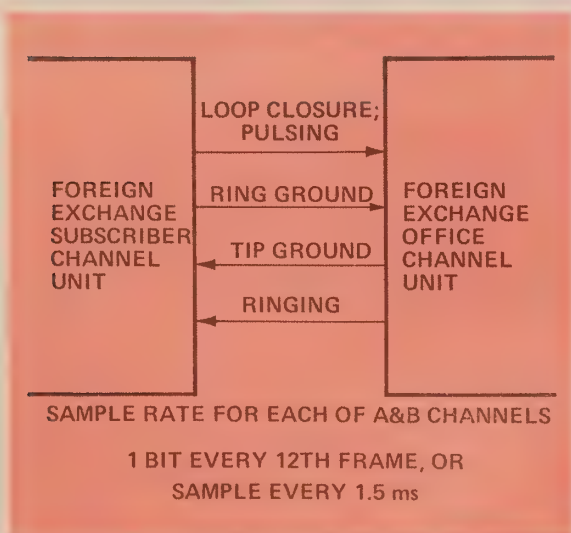 LOOP CLOSURE;
PULSING
FOREIGN
EXCHANGE
SUBSCRIBER
CHANNEL
UNIT
RING GROUND
TIP GROUND
RINGING
FOREIGN
EXCHANGE
OFFICE
CHANNEL
UNIT
SAMPLE RATE FOR EACH OF A&B CHANNELS
1 BIT EVERY 12TH FRAME, OR
SAMPLE EVERY 1.5 ms